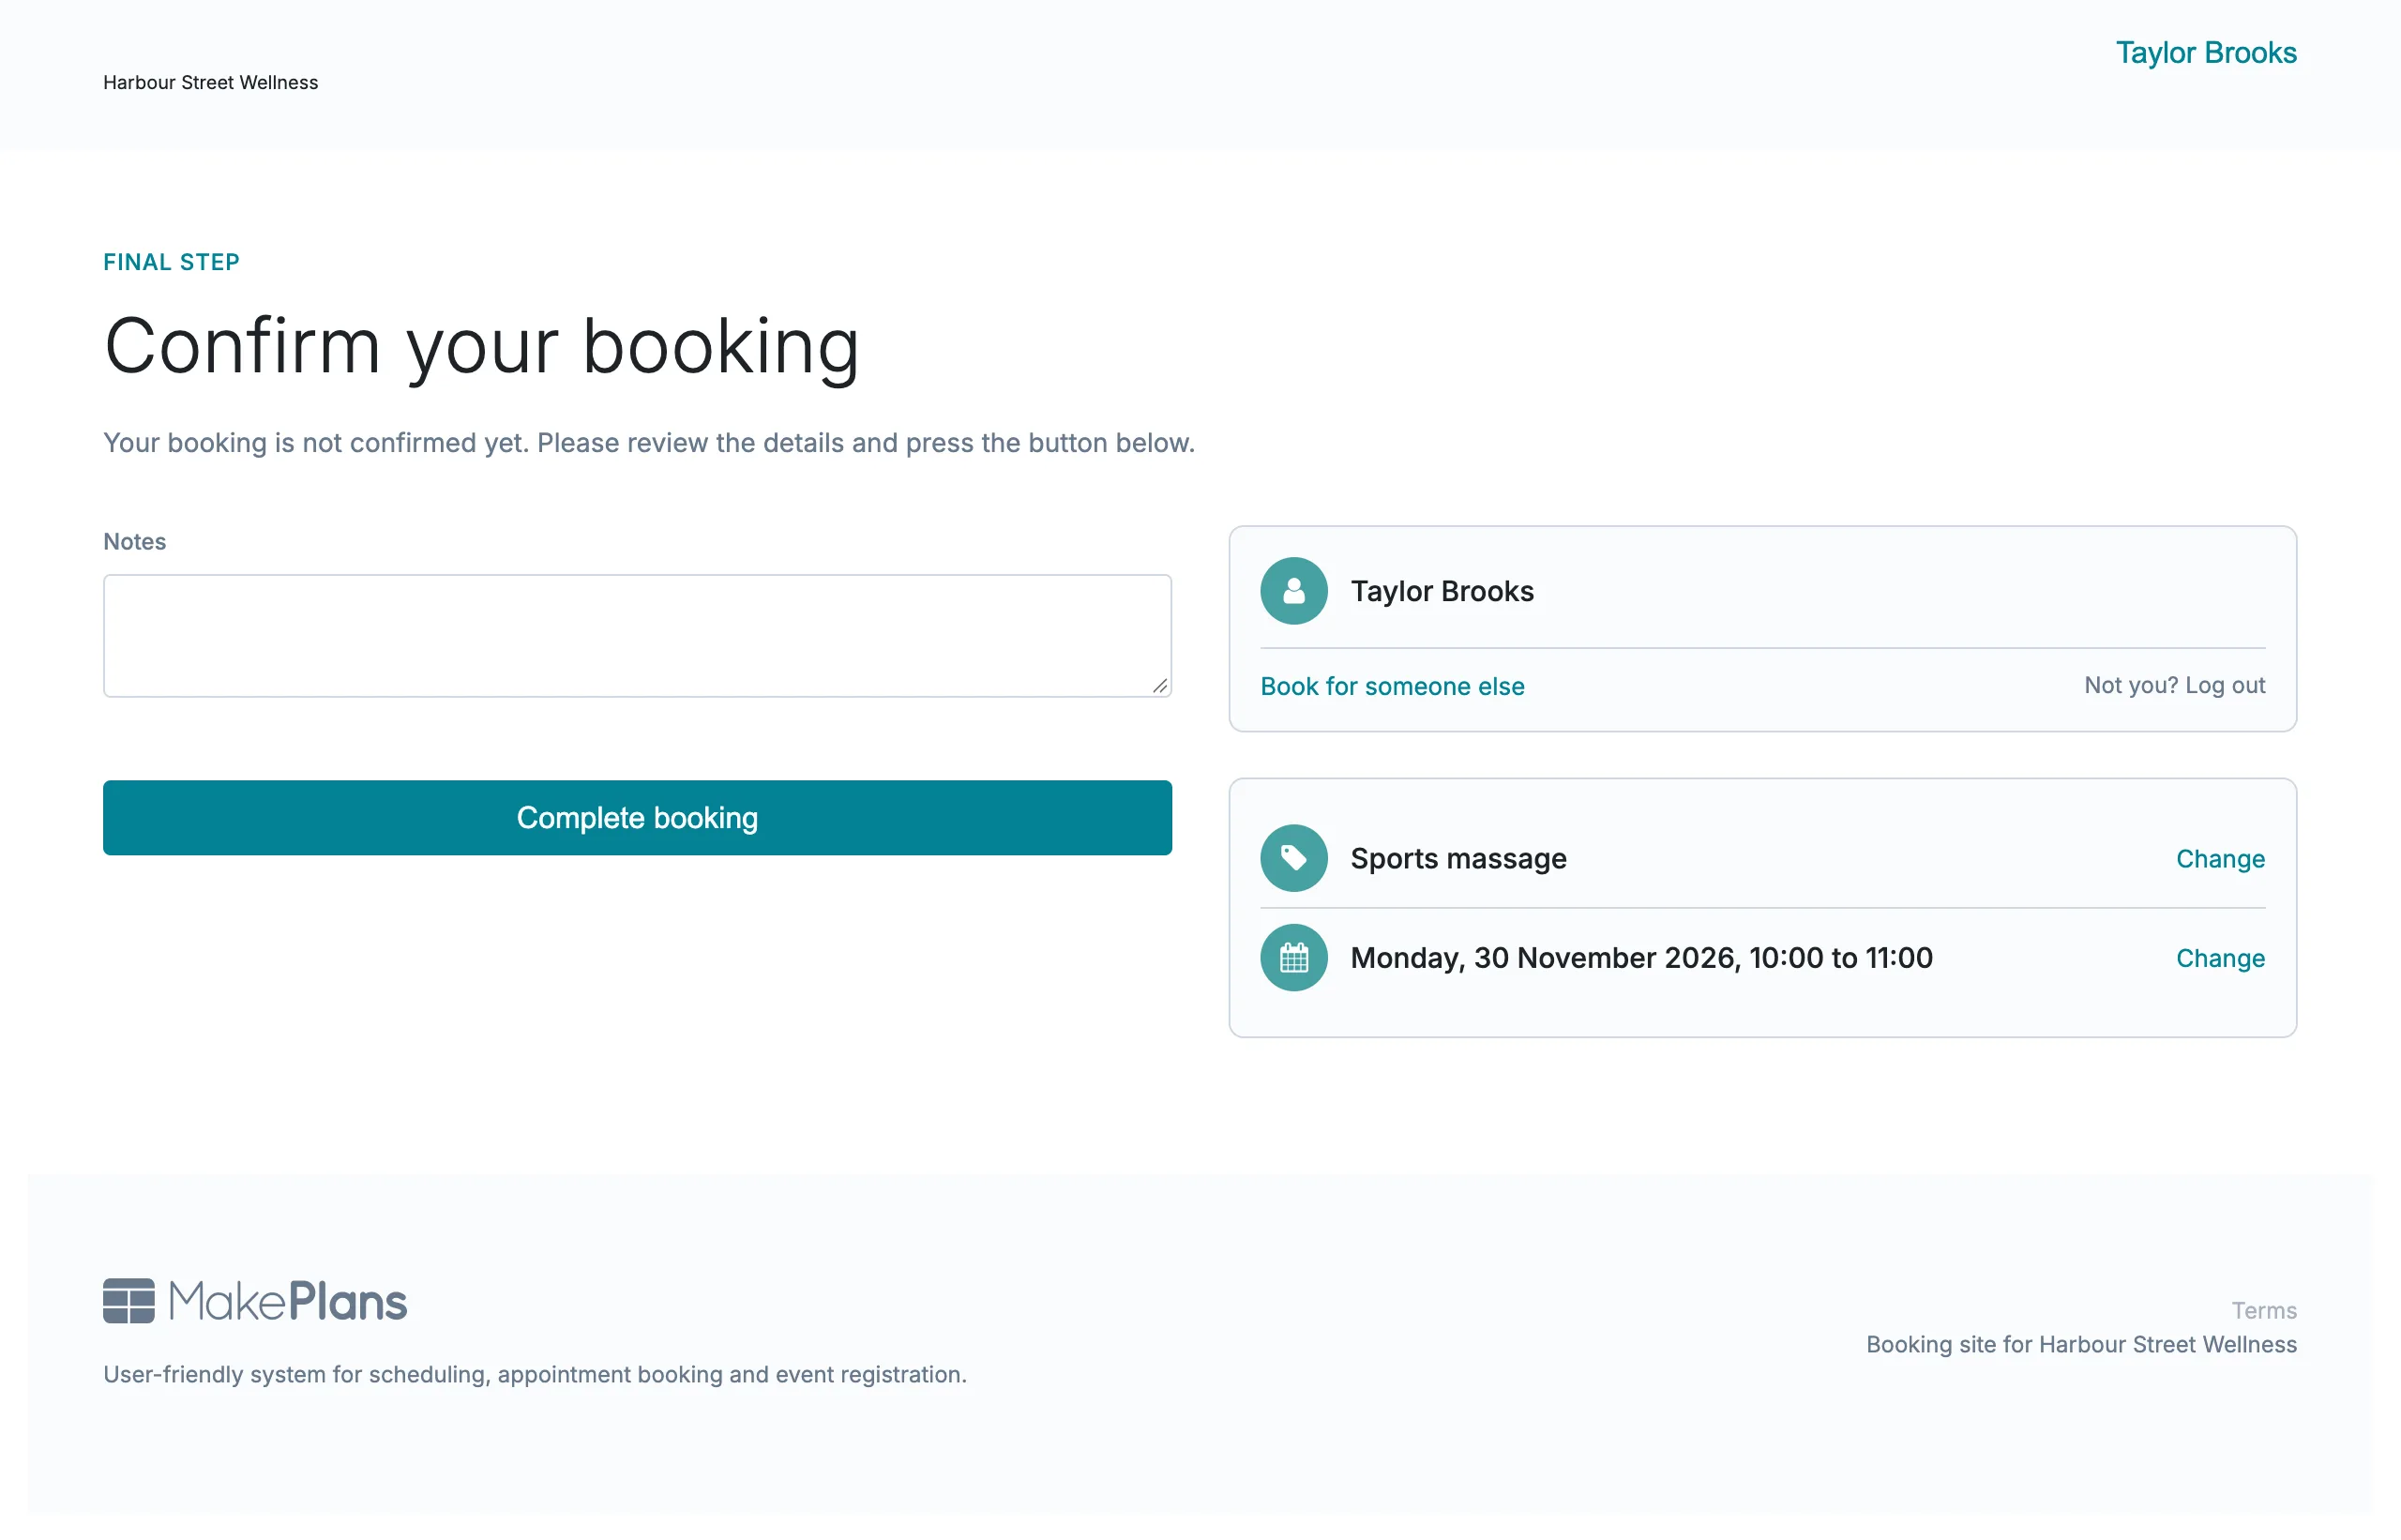 Harbour Street Wellness
Taylor Brooks
FINAL STEP
Confirm your booking
Your booking is not confirmed yet. Please review the details and press the button below.
Notes
Complete booking
Taylor Brooks
Book for someone else
Not you? Log out
Sports massage
Change
Monday, 30 November 2026, 10:00 to 11:00
Change
MakePlans
User-friendly system for scheduling, appointment booking and event registration.
Terms
Booking site for Harbour Street Wellness